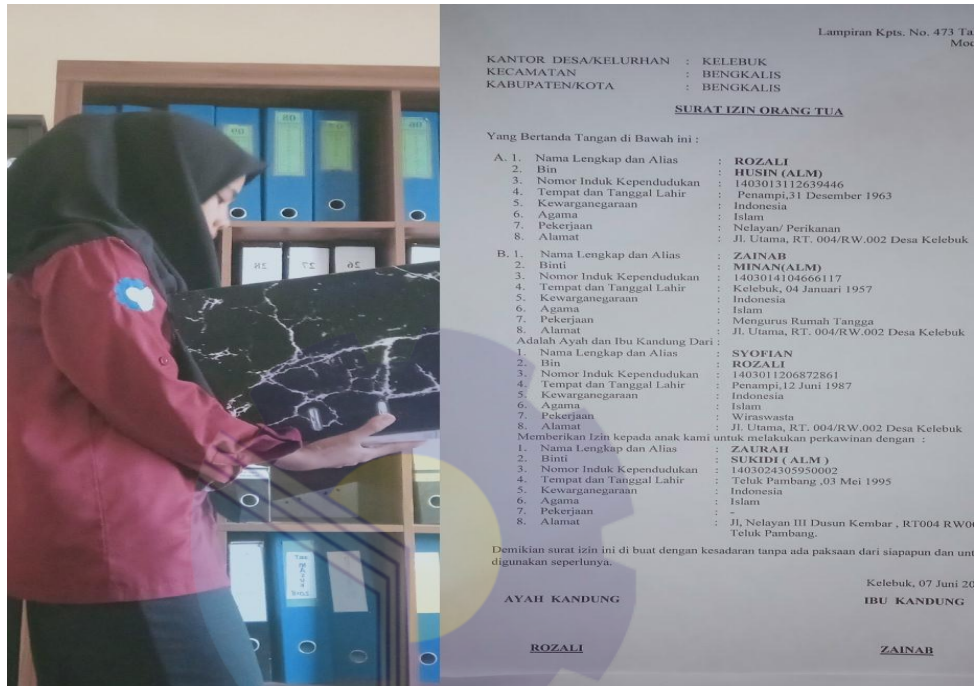 Lampiran Kpts. No. 473 Ta
KANTOR DESA/KELURHAN : KELEBUK
KECAMATAN : BENGKALIS
KABUPATEN/KOTA : BENGKALIS
SURAT IZIN ORANG TUA
Yang Bertanda Tangan di Bawah ini :
A. 1. Nama Lengkap dan Alias : ROZALI
2. Bin : HUSIN (ALM)
3. Nomor Induk Kependudukan : 1403013112639446
4. Tempat dan Tanggal Lahir : Penampi,31 Desember 1963
5. Kewarganegaraan : Indonesia
6. Agama : Islam
7. Pekerjaan : Nelayan/ Perikanan
8. Alamat : Jl. Utama, RT. 004/RW.002 Desa Kelebuk
B. 1. Nama Lengkap dan Alias : ZAINAB
2. Binti : MINAN(ALM)
3. Nomor Induk Kependudukan : 1403014104666117
4. Tempat dan Tanggal Lahir : Kelebuk, 04 Januari 1957
5. Kewarganegaraan : Indonesia
6. Agama : Islam
7. Pekerjaan : Mengurus Rumah Tangga
8. Alamat : Jl. Utama, RT. 004/RW.002 Desa Kelebuk
Adalah Ayah dan Ibu Kandung Dari :
1. Nama Lengkap dan Alias : SYOFIAN
2. Bin : ROZALI
3. Nomor Induk Kependudukan : 1403011206872861
4. Tempat dan Tanggal Lahir : Penampi,12 Juni 1987
5. Kewarganegaraan : Indonesia
6. Agama : Islam
7. Pekerjaan : Wiraswasta
8. Alamat : Jl. Utama, RT. 004/RW.002 Desa Kelebuk
Memberikan Izin kepada anak kami untuk melakukan perkawinan dengan :
1. Nama Lengkap dan Alias : ZAURAH
2. Binti : SUKIDI ( ALM )
3. Nomor Induk Kependudukan : 1403024305950002
4. Tempat dan Tanggal Lahir : Teluk Pambang ,03 Mei 1995
5. Kewarganegaraan : Indonesia
6. Agama : Islam
7. Pekerjaan : -
8. Alamat : Jl, Nelayan III Dusun Kembar , RT004 RW00
Teluk Pambang.
Demikian surat izin ini di buat dengan kesadaran tanpa ada paksaan dari siapapun dan unt
digunakan seperlunya.
Kelebuk, 07 Juni 20
AYAH KANDUNG IBU KANDUNG
ROZALI ZAINAB